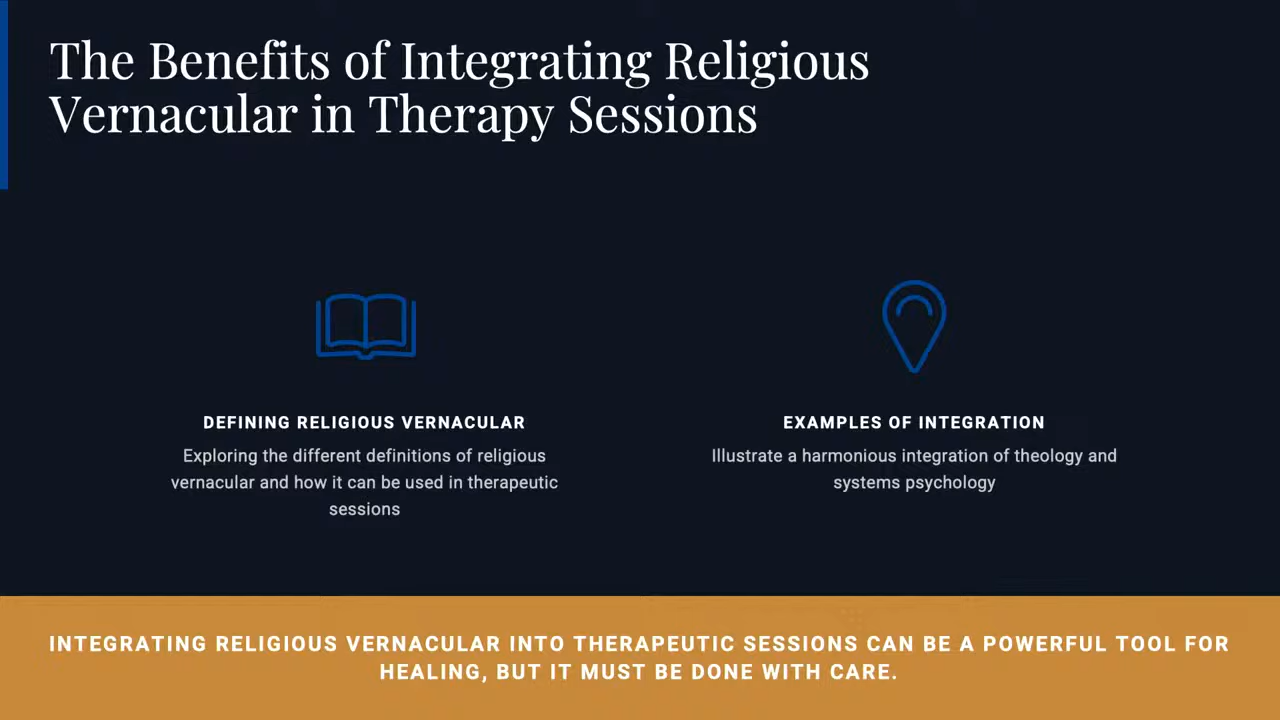 The Benefits of Integrating Religious
Vernacular in Therapy Sessions
DEFINING RELIGIOUS VERNACULAR
Exploring the different definitions of religious
vernacular and how it can be used in therapeutic
sessions
EXAMPLES OF INTEGRATION
Illustrate a harmonious integration of theology and
systems psychology
INTEGRATING RELIGIOUS VERNACULAR INTO THERAPEUTIC SESSIONS CAN BE A POWERFUL TOOL FOR
HEALING, BUT IT MUST BE DONE WITH CARE.